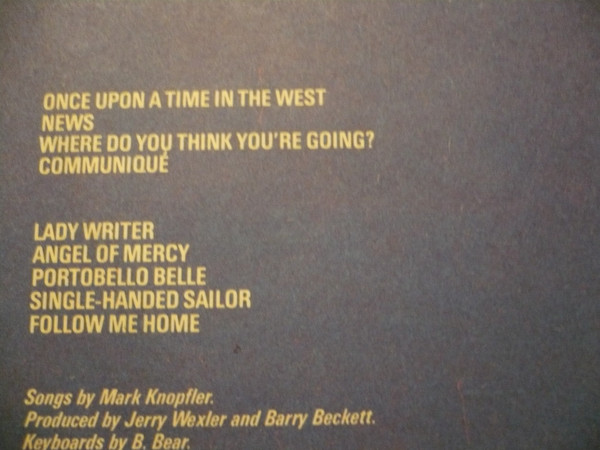 ONCE UPON A TIME IN THE WEST
NEWS
WHERE DO YOU THINK YOU'RE GOING?
COMMUNIQUÉ
LADY WRITER
ANGEL OF MERCY
PORTOBELLO BELLE
SINGLE-HANDED SAILOR
FOLLOW ME HOME
Songs by Mark Knopfler.
Produced by Jerry Wexler and Barry Beckett.
Keyboards by B. Bear.